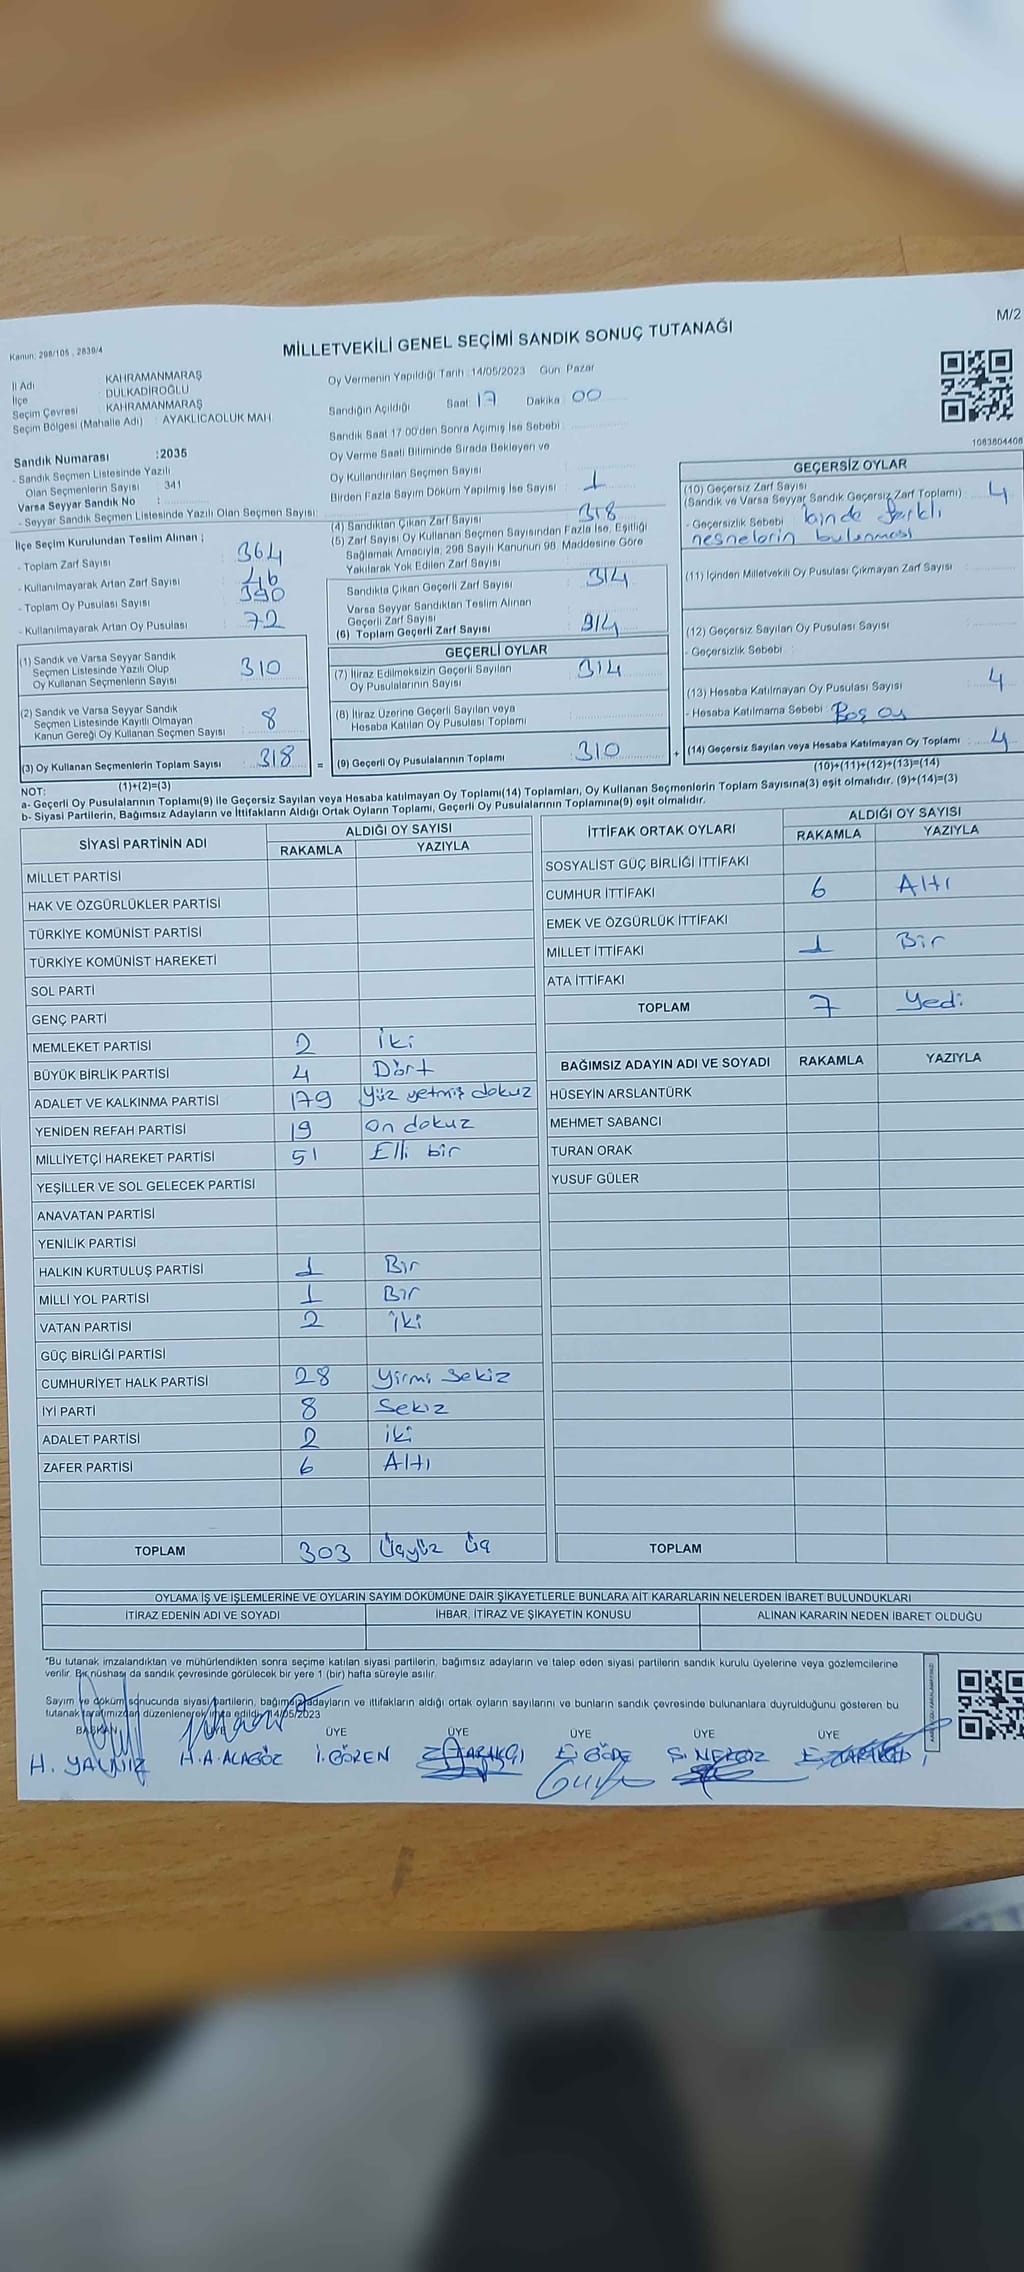 M/2
Kanun: 298/105 , 2839/4
MİLLETVEKİLİ GENEL SEÇİMİ SANDIK SONUÇ TUTANAĞI
İl Adı : KAHRAMANMARAŞ
İlçe : DULKADİROĞLU
Seçim Çevresi : KAHRAMANMARAŞ
Seçim Bölgesi (Mahalle Adı) : AYAKLICAOLUK MAH
Sandık Numarası :2035
- Sandık Seçmen Listesinde Yazılı
Olan Seçmenlerin Sayısı : 341
Varsa Seyyar Sandık No :
- Seyyar Sandık Seçmen Listesinde Yazılı Olan Seçmen Sayısı:
Oy Vermenin Yapıldığı Tarih :14/05/2023 Gün: Pazar
Sandığın Açıldığı Saat 17 Dakika 00
Sandık Saat 17:00'den Sonra Açılmış İse Sebebi
Oy Verme Saati Bitiminde Sırada Bekleyen ve
Oy Kullandırılan Seçmen Sayısı
Birden Fazla Sayım Döküm Yapılmış İse Sayısı 1
1063604406
İlçe Seçim Kurulundan Teslim Alınan ;
- Toplam Zarf Sayısı 364
- Kullanılmayarak Artan Zarf Sayısı 46
- Toplam Oy Pusulası Sayısı 390
- Kullanılmayarak Artan Oy Pusulası 72
(4) Sandıktan Çıkan Zarf Sayısı 318
(5) Zarf Sayısı Oy Kullanan Seçmen Sayısından Fazla İse, Eşitliği
Sağlamak Amacıyla, 298 Sayılı Kanunun 98. Maddesine Göre
Yakılarak Yok Edilen Zarf Sayısı
Sandıkta Çıkan Geçerli Zarf Sayısı 314
Varsa Seyyar Sandıktan Teslim Alınan
Geçerli Zarf Sayısı
(6) Toplam Geçerli Zarf Sayısı 314
GEÇERSİZ OYLAR
(10) Geçersiz Zarf Sayısı
(Sandık ve Varsa Seyyar Sandık Geçersiz Zarf Toplamı) 4
- Geçersizlik Sebebi İçinde farklı
nesnelerin bulunması
(11) İçinden Milletvekili Oy Pusulası Çıkmayan Zarf Sayısı
(12) Geçersiz Sayılan Oy Pusulası Sayısı
- Geçersizlik Sebebi
(13) Hesaba Katılmayan Oy Pusulası Sayısı 4
- Hesaba Katılmama Sebebi Boş oy
(14) Geçersiz Sayılan veya Hesaba Katılmayan Oy Toplamı 4
(10)+(11)+(12)+(13)=(14)
(1) Sandık ve Varsa Seyyar Sandık
Seçmen Listesinde Yazılı Olup
Oy Kullanan Seçmenlerin Sayısı 310
(2) Sandık ve Varsa Seyyar Sandık
Seçmen Listesinde Kayıtlı Olmayan
Kanun Gereği Oy Kullanan Seçmen Sayısı 8
(3) Oy Kullanan Seçmenlerin Toplam Sayısı 318
(1)+(2)=(3)
GEÇERLİ OYLAR
(7) İtiraz Edilmeksizin Geçerli Sayılan
Oy Pusulalarının Sayısı 314
(8) İtiraz Üzerine Geçerli Sayılan veya
Hesaba Katılan Oy Pusulası Toplamı
= (9) Geçerli Oy Pusulalarının Toplamı 310 +
NOT:
a- Geçerli Oy Pusulalarının Toplamı(9) ile Geçersiz Sayılan veya Hesaba katılmayan Oy Toplamı(14) Toplamları, Oy Kullanan Seçmenlerin Toplam Sayısına(3) eşit olmalıdır. (9)+(14)=(3)
b- Siyasi Partilerin, Bağımsız Adayların ve İttifakların Aldığı Ortak Oyların Toplamı, Geçerli Oy Pusulalarının Toplamına(9) eşit olmalıdır.
SİYASİ PARTİNİN ADI ALDIĞI OY SAYISI
RAKAMLA YAZIYLA
MİLLET PARTİSİ
HAK VE ÖZGÜRLÜKLER PARTİSİ
TÜRKİYE KOMÜNİST PARTİSİ
TÜRKİYE KOMÜNİST HAREKETİ
SOL PARTİ
GENÇ PARTİ
MEMLEKET PARTİSİ 2 İki
BÜYÜK BİRLİK PARTİSİ 4 Dört
ADALET VE KALKINMA PARTİSİ 179 Yüz yetmiş dokuz
YENİDEN REFAH PARTİSİ 19 On dokuz
MİLLİYETÇİ HAREKET PARTİSİ 51 Elli bir
YEŞİLLER VE SOL GELECEK PARTİSİ
ANAVATAN PARTİSİ
YENİLİK PARTİSİ
HALKIN KURTULUŞ PARTİSİ 1 Bir
MİLLİ YOL PARTİSİ 1 Bir
VATAN PARTİSİ 2 İki
GÜÇ BİRLİĞİ PARTİSİ
CUMHURİYET HALK PARTİSİ 28 Yirmi Sekiz
İYİ PARTİ 8 Sekiz
ADALET PARTİSİ 2 iki
ZAFER PARTİSİ 6 Altı
TOPLAM 303 Üçyüz üç
İTTİFAK ORTAK OYLARI ALDIĞI OY SAYISI
RAKAMLA YAZIYLA
SOSYALİST GÜÇ BİRLİĞİ İTTİFAKI
CUMHUR İTTİFAKI 6 Altı
EMEK VE ÖZGÜRLÜK İTTİFAKI
MİLLET İTTİFAKI 1 Bir
ATA İTTİFAKI
TOPLAM 7 Yedi
BAĞIMSIZ ADAYIN ADI VE SOYADI RAKAMLA YAZIYLA
HÜSEYİN ARSLANTÜRK
MEHMET SABANCI
TURAN ORAK
YUSUF GÜLER
TOPLAM
OYLAMA İŞ VE İŞLEMLERİNE VE OYLARIN SAYIM DÖKÜMÜNE DAİR ŞİKAYETLERLE BUNLARA AİT KARARLARIN NELERDEN İBARET BULUNDUKLARI
İTİRAZ EDENİN ADI VE SOYADI İHBAR, İTİRAZ VE ŞİKAYETİN KONUSU ALINAN KARARIN NEDEN İBARET OLDUĞU
*Bu tutanak imzalandıktan ve mühürlendikten sonra seçime katılan siyasi partilerin, bağımsız adayların ve talep eden siyasi partilerin sandık kurulu üyelerine veya gözlemcilerine
verilir. Bir nüshası da sandık çevresinde görülecek bir yere 1 (bir) hafta süreyle asılır.
Sayım ve döküm sonucunda siyasi partilerin, bağımsız adayların ve ittifakların aldığı ortak oyların sayılarını ve bunların sandık çevresinde bulunanlara duyrulduğunu gösteren bu
tutanak tarafımızdan düzenlenerek imza edildi. 14/05/2023
BAŞKAN ÜYE ÜYE ÜYE ÜYE ÜYE
H. YALNIZ H.A. ALAGÖZ İ. GÖREN E. GÖDE